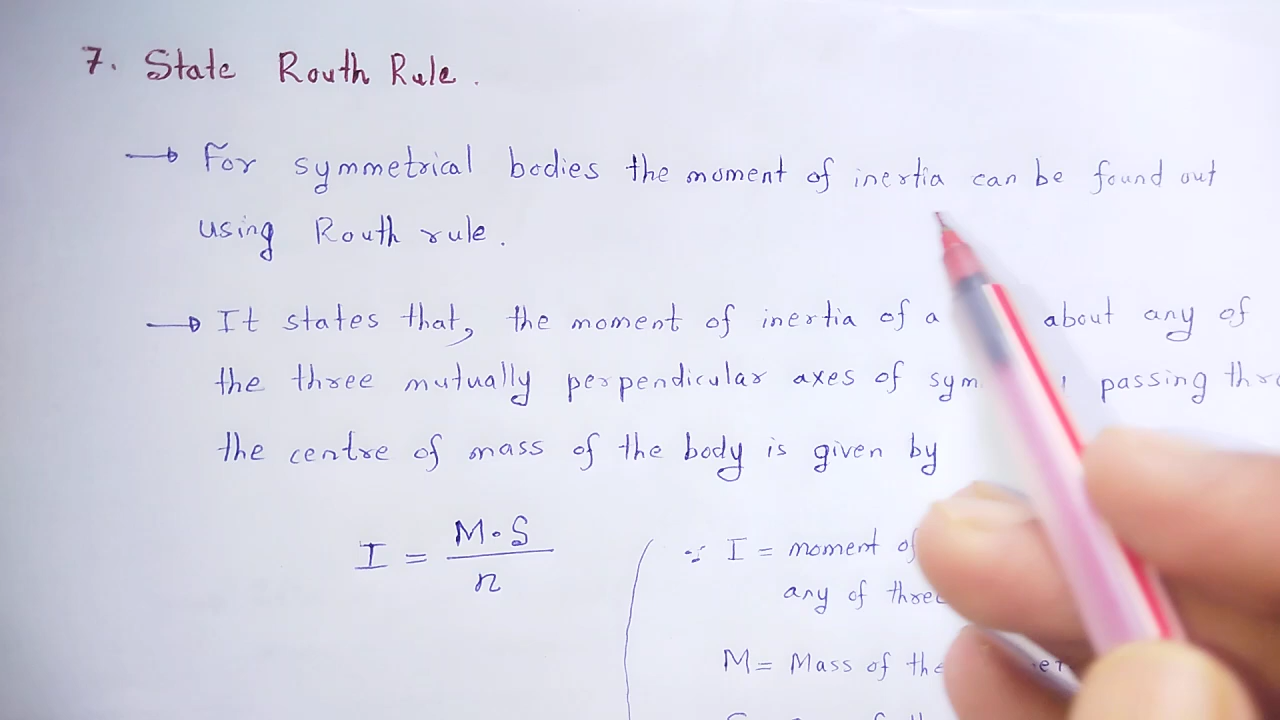 7. State Routh Rule.
→ For symmetrical bodies the moment of inertia can be found out
using Routh rule.
→ It states that, the moment of inertia of a about any of
the three mutually perpendicular axes of passing
the centre of mass of the body is given by
I = M·S / n
∵ I = moment of
any of three
M = Mass of the